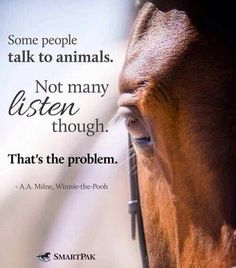 Some people
talk to animals.
Not many
listen
though.
That's the problem.
- A.A. Milne, Winnie-the-Pooh
SMARTPAK